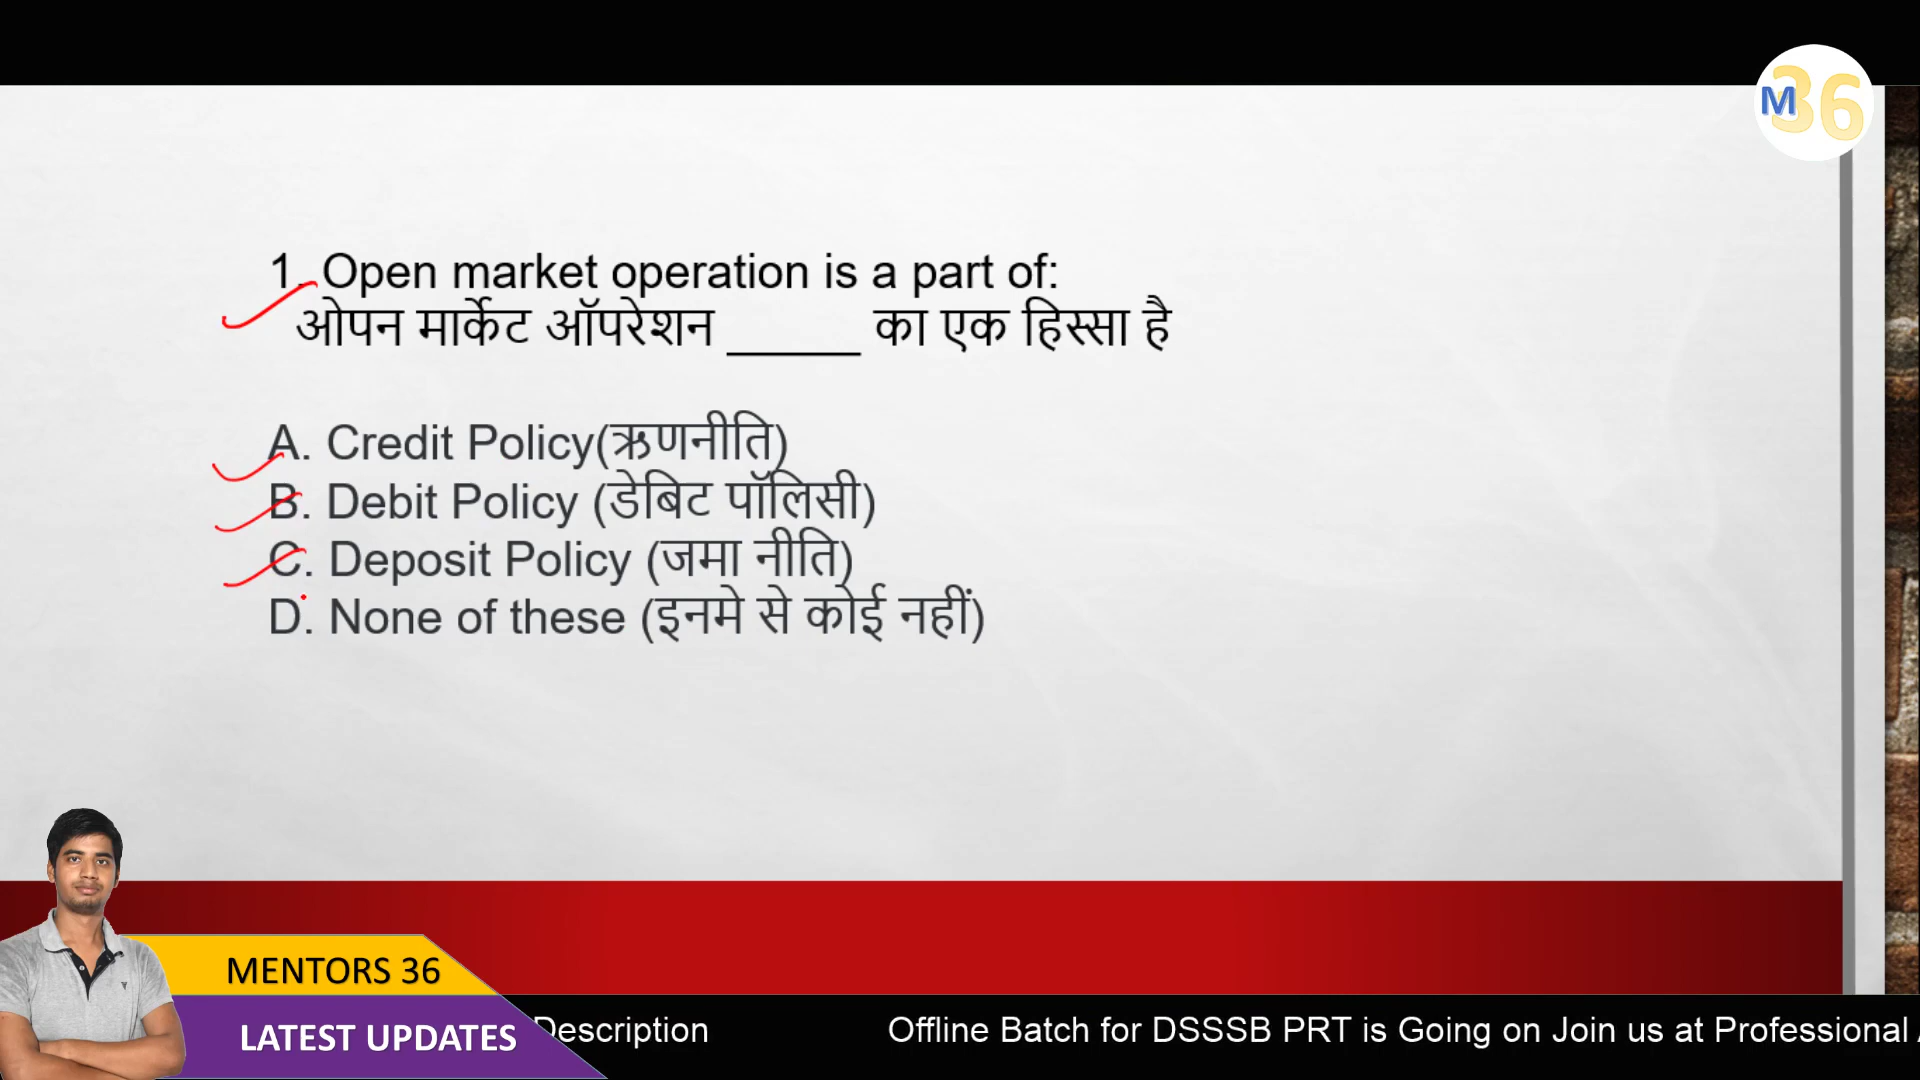 M36
1. Open market operation is a part of:
ओपन मार्केट ऑपरेशन _____ का एक हिस्सा है
A. Credit Policy(ऋणनीति)
B. Debit Policy (डेबिट पॉलिसी)
C. Deposit Policy (जमा नीति)
D. None of these (इनमे से कोई नहीं)
MENTORS 36
LATEST UPDATES
Description Offline Batch for DSSSB PRT is Going on Join us at Professional